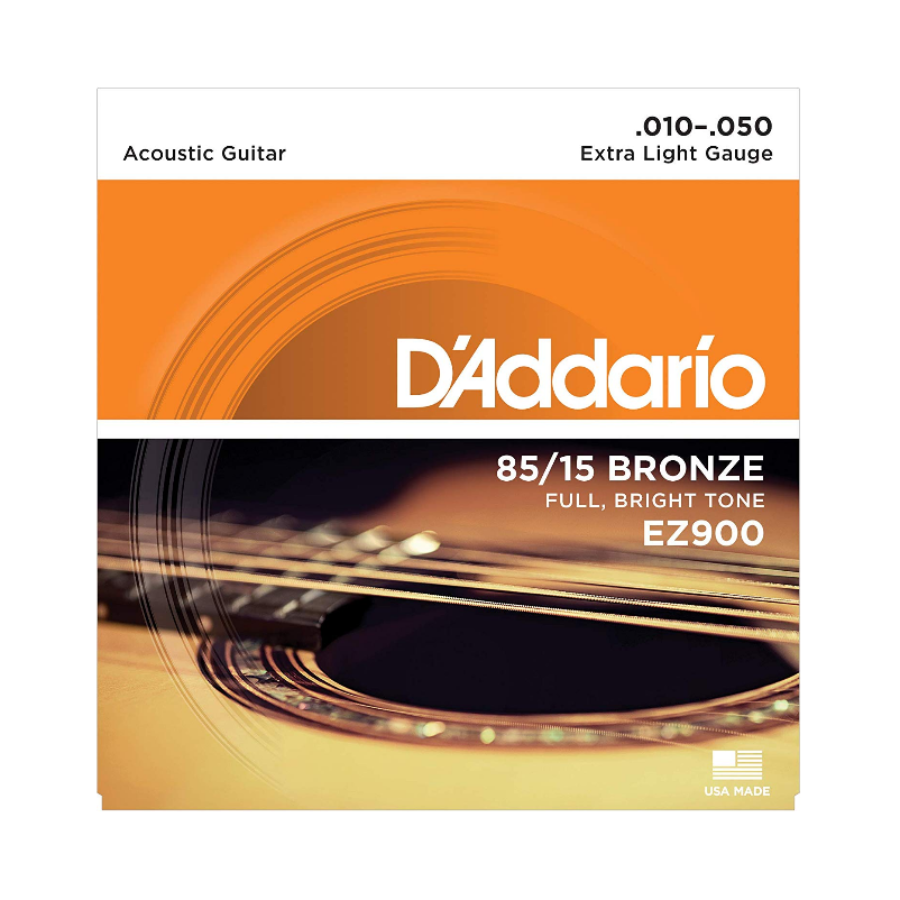 .010–.050
Acoustic Guitar
Extra Light Gauge
D'Addario
85/15 BRONZE
FULL, BRIGHT TONE
EZ900
USA MADE